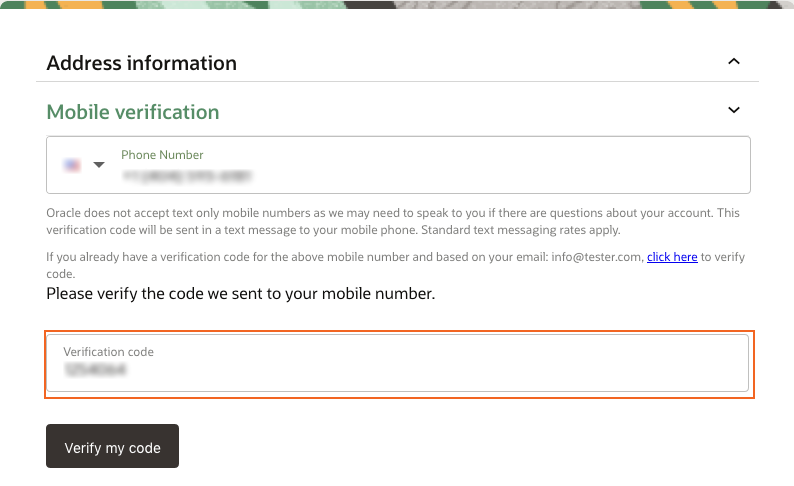 Address information
Mobile verification
Phone Number
Oracle does not accept text only mobile numbers as we may need to speak to you if there are questions about your account. This
verification code will be sent in a text message to your mobile phone. Standard text messaging rates apply.
If you already have a verification code for the above mobile number and based on your email: info@tester.com, click here to verify
code.
Please verify the code we sent to your mobile number.
Verification code
Verify my code